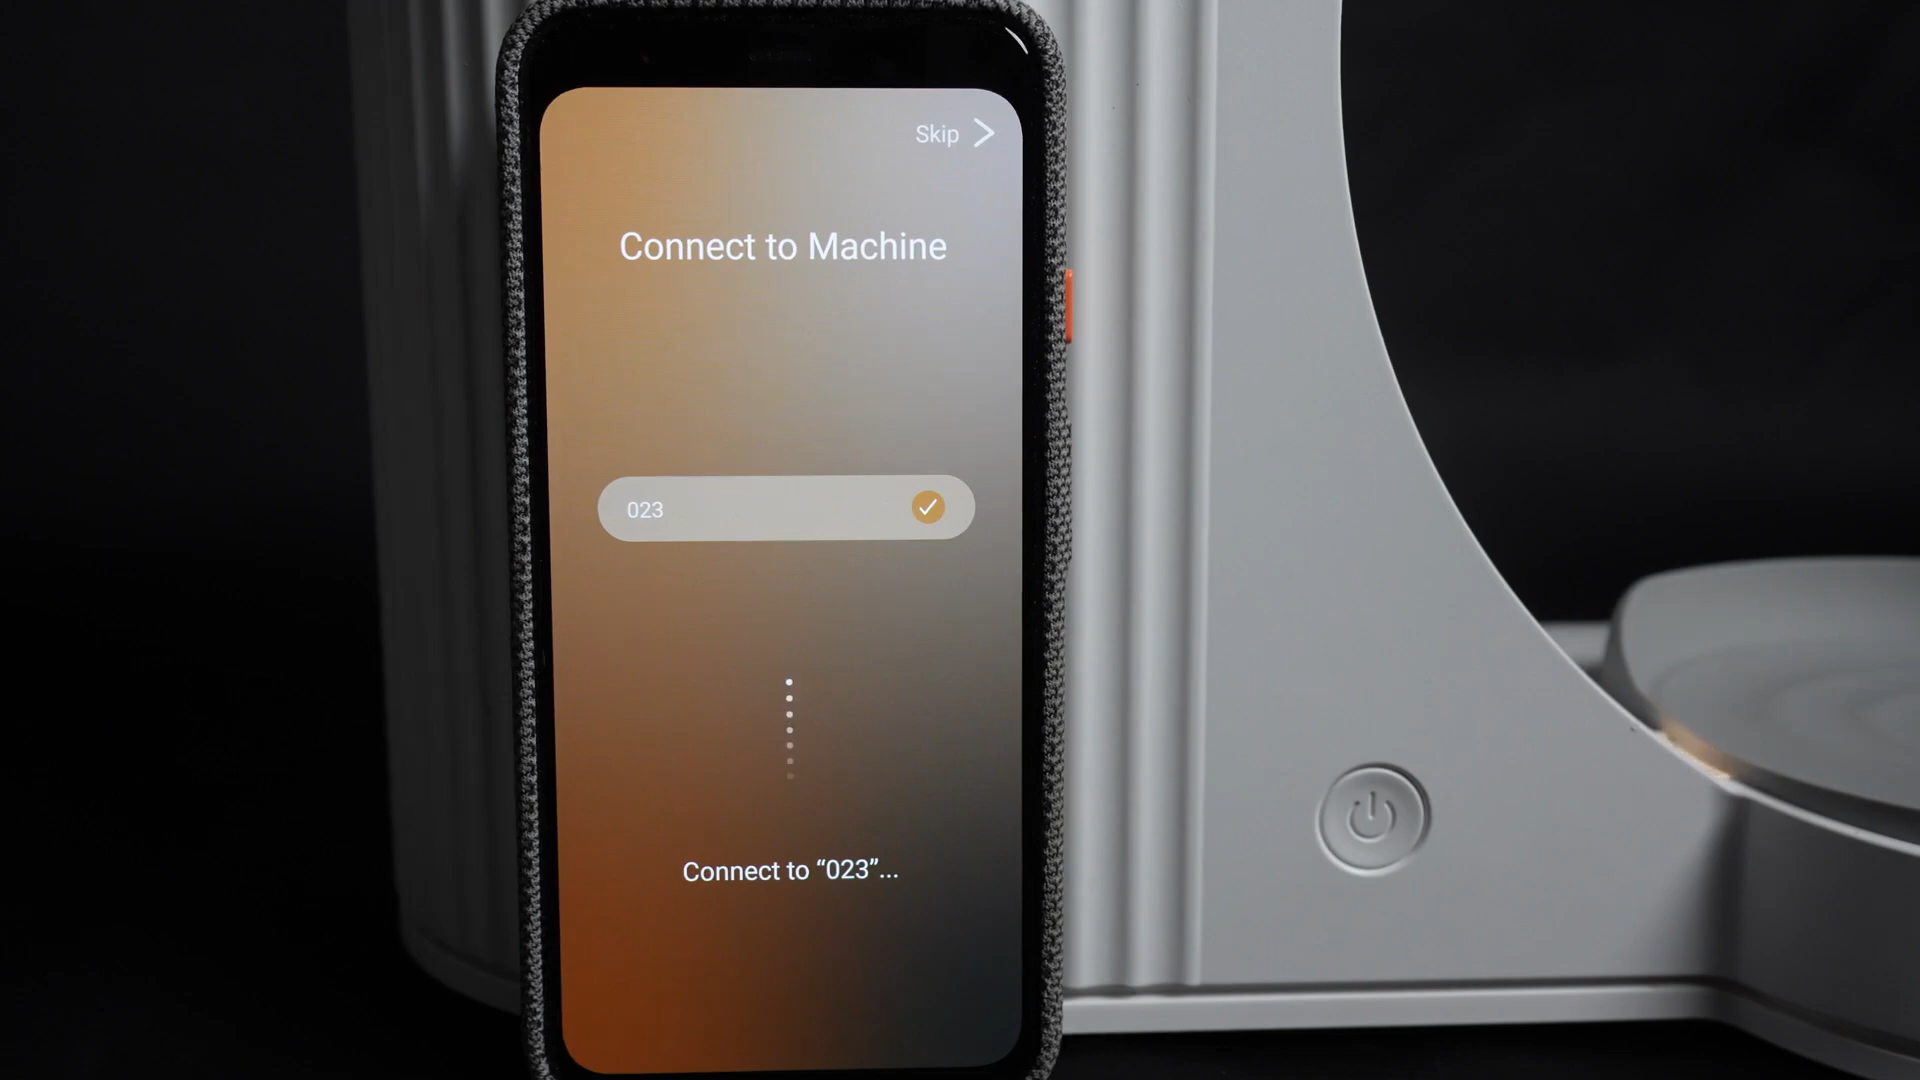 Skip
Connect to Machine
023
Connect to “023”...